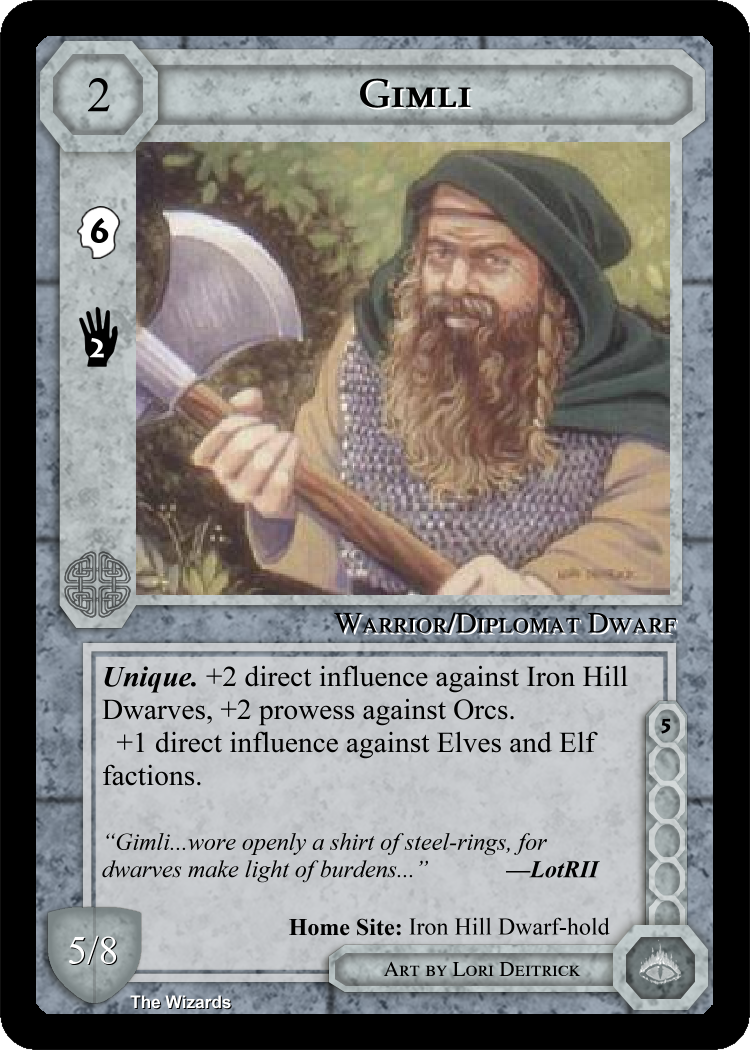 2
GIMLI
6
2
LORI DEITRICK
WARRIOR/DIPLOMAT DWARF
Unique. +2 direct influence against Iron Hill
Dwarves, +2 prowess against Orcs.
+1 direct influence against Elves and Elf
factions.
5
“Gimli...wore openly a shirt of steel-rings, for
dwarves make light of burdens...” —LotRII
Home Site: Iron Hill Dwarf-hold
5/8
ART BY LORI DEITRICK
The Wizards